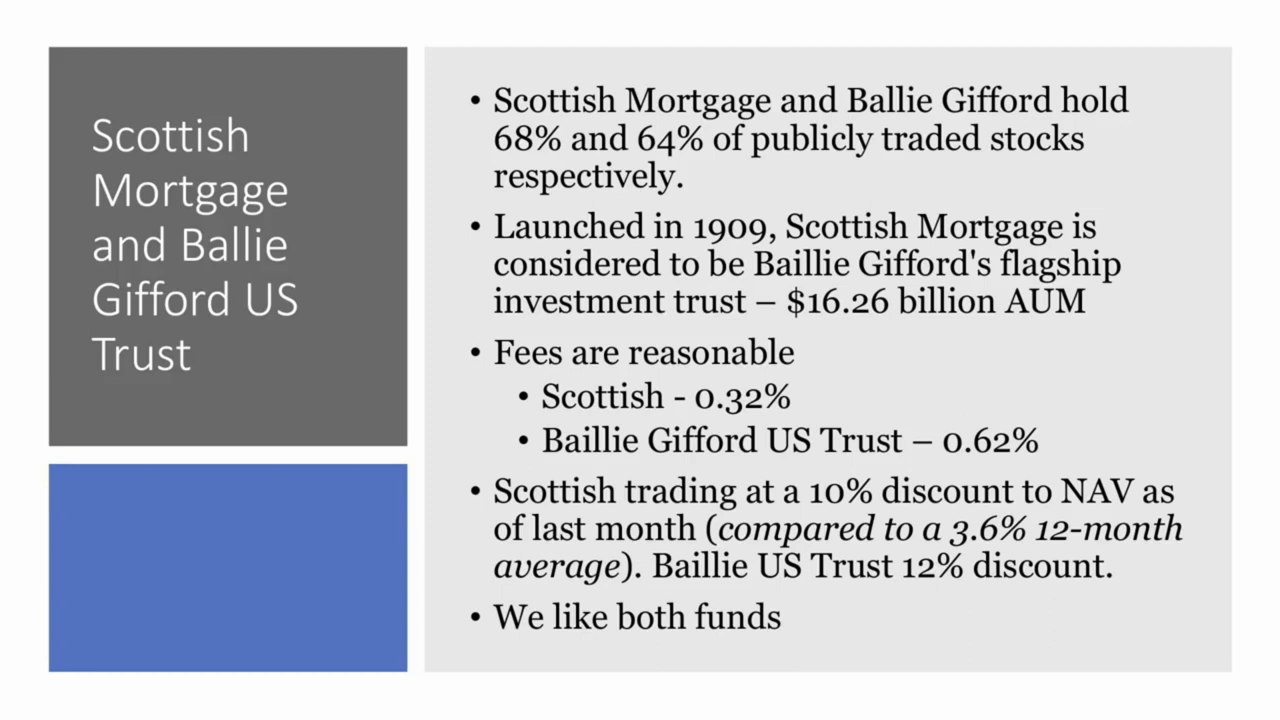 Scottish
Mortgage
and Ballie
Gifford US
Trust
• Scottish Mortgage and Ballie Gifford hold
68% and 64% of publicly traded stocks
respectively.
• Launched in 1909, Scottish Mortgage is
considered to be Baillie Gifford's flagship
investment trust – $16.26 billion AUM
• Fees are reasonable
• Scottish - 0.32%
• Baillie Gifford US Trust – 0.62%
• Scottish trading at a 10% discount to NAV as
of last month (compared to a 3.6% 12-month
average). Baillie US Trust 12% discount.
• We like both funds